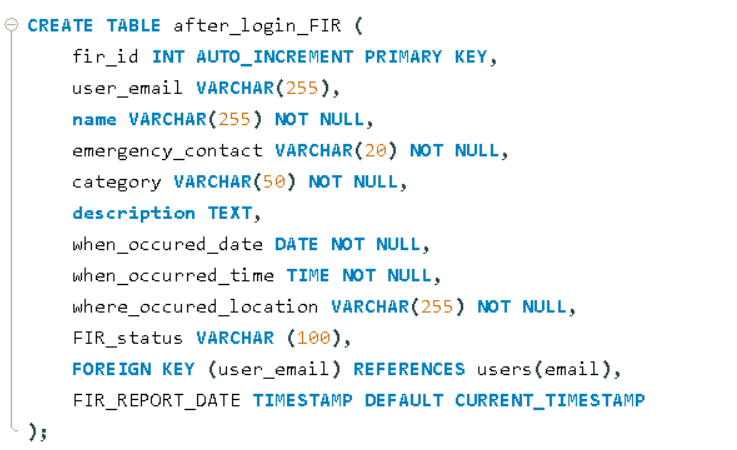 CREATE TABLE after_login_FIR (
fir_id INT AUTO_INCREMENT PRIMARY KEY,
user_email VARCHAR(255),
name VARCHAR(255) NOT NULL,
emergency_contact VARCHAR(20) NOT NULL,
category VARCHAR(50) NOT NULL,
description TEXT,
when_occured_date DATE NOT NULL,
when_occurred_time TIME NOT NULL,
where_occured_location VARCHAR(255) NOT NULL,
FIR_status VARCHAR (100),
FOREIGN KEY (user_email) REFERENCES users(email),
FIR_REPORT_DATE TIMESTAMP DEFAULT CURRENT_TIMESTAMP
);